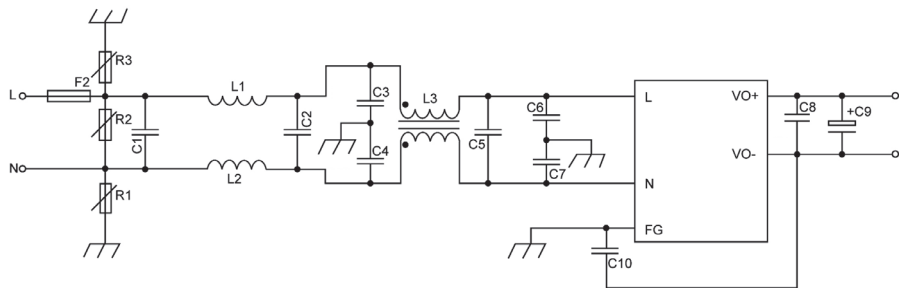 R3
F2
L
R2
C1
L1
C2
C3
L3
C4
C5
C6
C7
L
VO+
C8
+C9
VO-
N
L2
R1
N
FG
C10